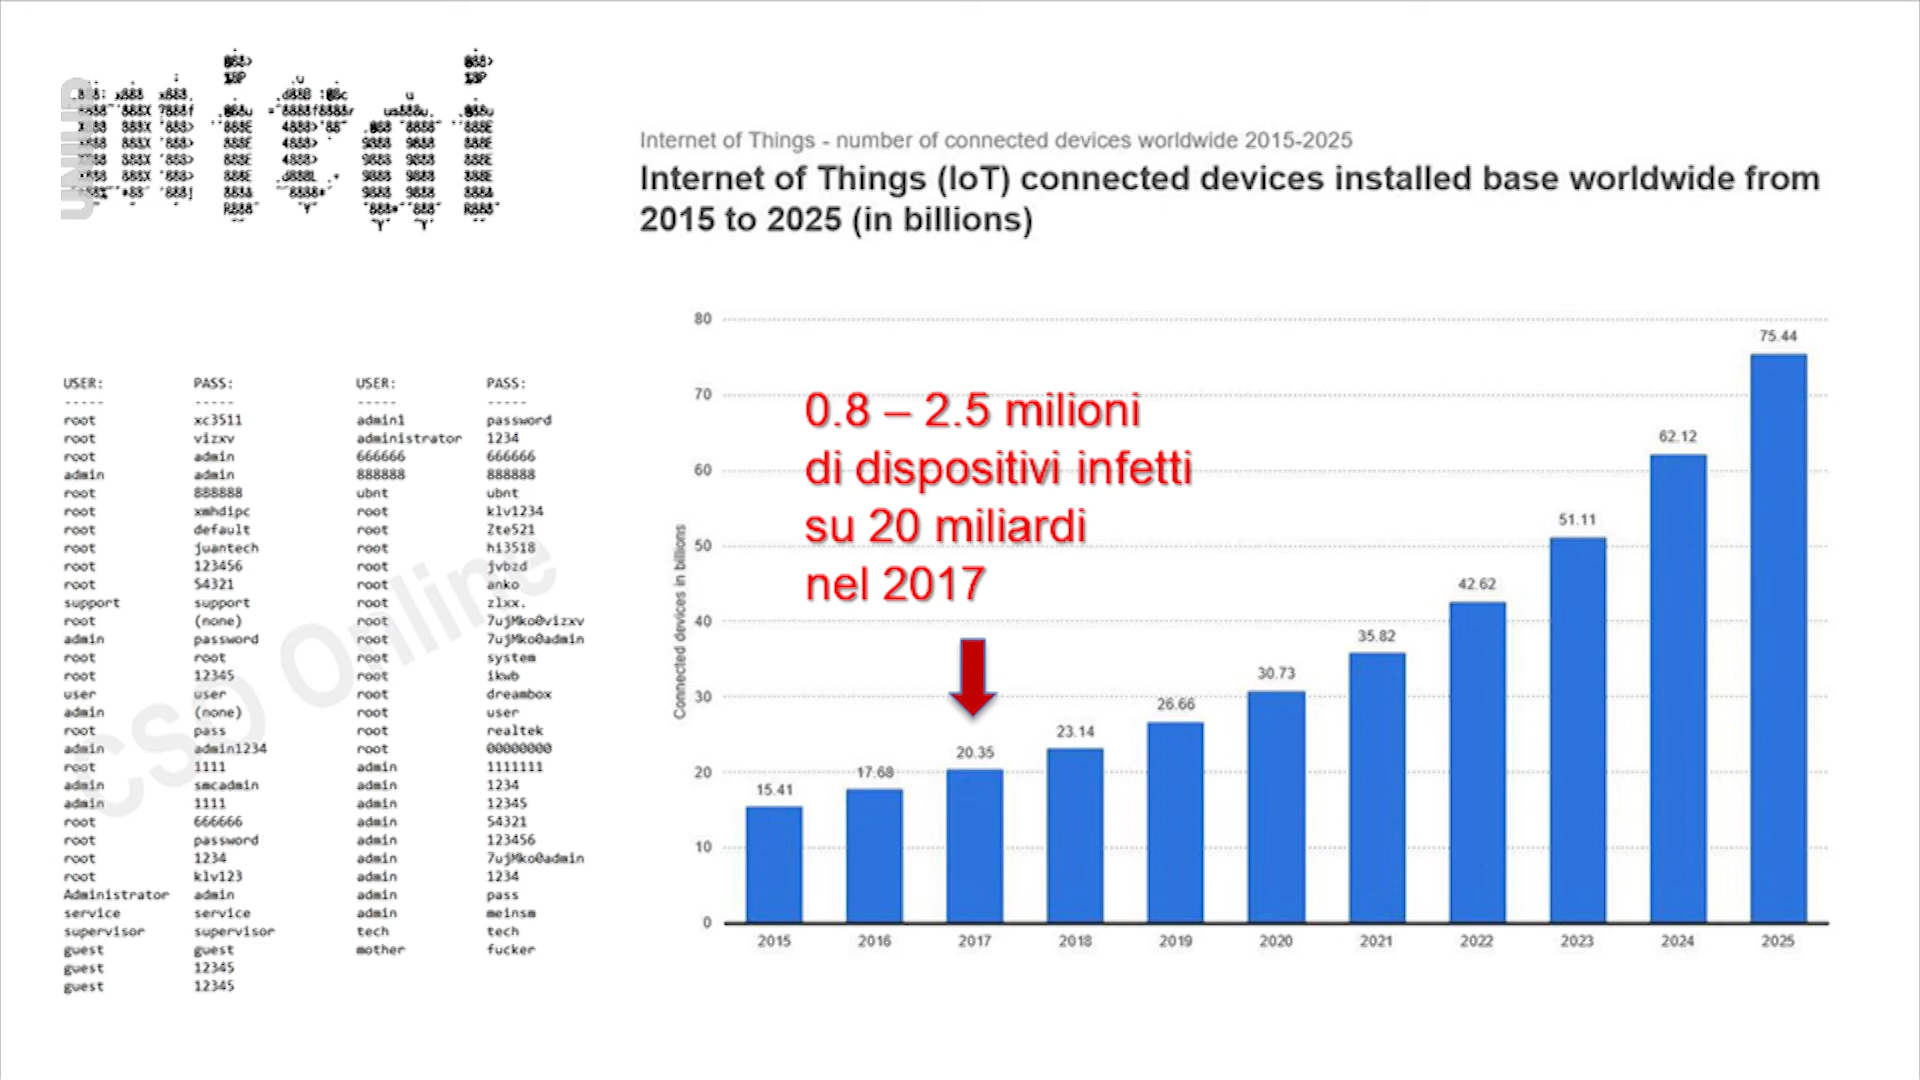 mirai
UNIUD
Internet of Things - number of connected devices worldwide 2015-2025
Internet of Things (IoT) connected devices installed base worldwide from
2015 to 2025 (in billions)
USER: PASS: USER: PASS:
----- ----- ----- -----
root xc3511 admin1 password
root vizxv administrator 1234
root admin 666666 666666
admin admin 888888 888888
root 888888 ubnt ubnt
root xmhdipc root klv1234
root default root Zte521
root juantech root hi3518
root 123456 root jvbzd
root 54321 root anko
support support root zlxx.
root (none) root 7ujMko0vizxv
admin password root 7ujMko0admin
root root root system
root 12345 root ikwb
user user root dreambox
admin (none) root user
root pass root realtek
admin admin1234 root 00000000
root 1111 admin 1111111
admin smcadmin admin 1234
admin 1111 admin 12345
root 666666 admin 54321
root password admin 123456
root 1234 admin 7ujMko0admin
root klv123 admin 1234
Administrator admin admin pass
service service admin meinsm
supervisor supervisor tech tech
guest guest mother fucker
guest 12345
guest 12345
CSO Online
0.8 – 2.5 milioni
di dispositivi infetti
su 20 miliardi
nel 2017
Connected devices in billions
80
70
60
50
40
30
20
10
0
15.41
17.68
20.35
23.14
26.66
30.73
35.82
42.62
51.11
62.12
75.44
2015 2016 2017 2018 2019 2020 2021 2022 2023 2024 2025